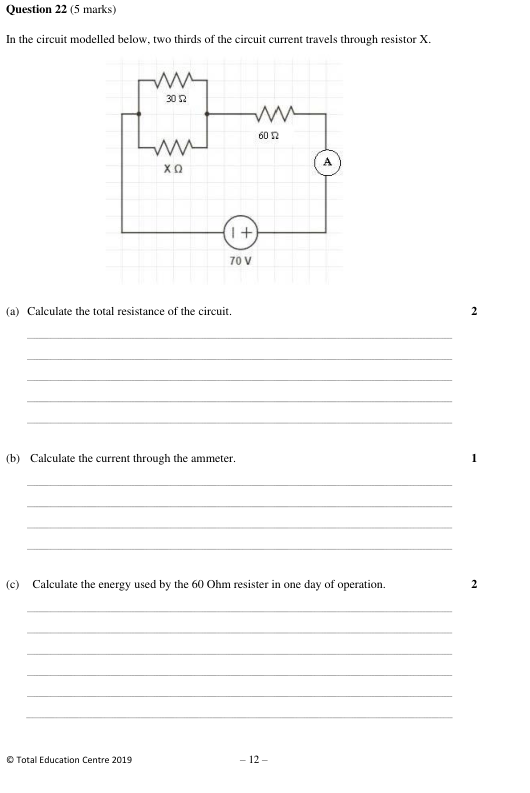 Question 22 (5 marks)
In the circuit modelled below, two thirds of the circuit current travels through resistor X.
30 Ω
60 Ω
X Ω
A
70 V
(a) Calculate the total resistance of the circuit. 2
(b) Calculate the current through the ammeter. 1
(c) Calculate the energy used by the 60 Ohm resister in one day of operation. 2
© Total Education Centre 2019 – 12 –